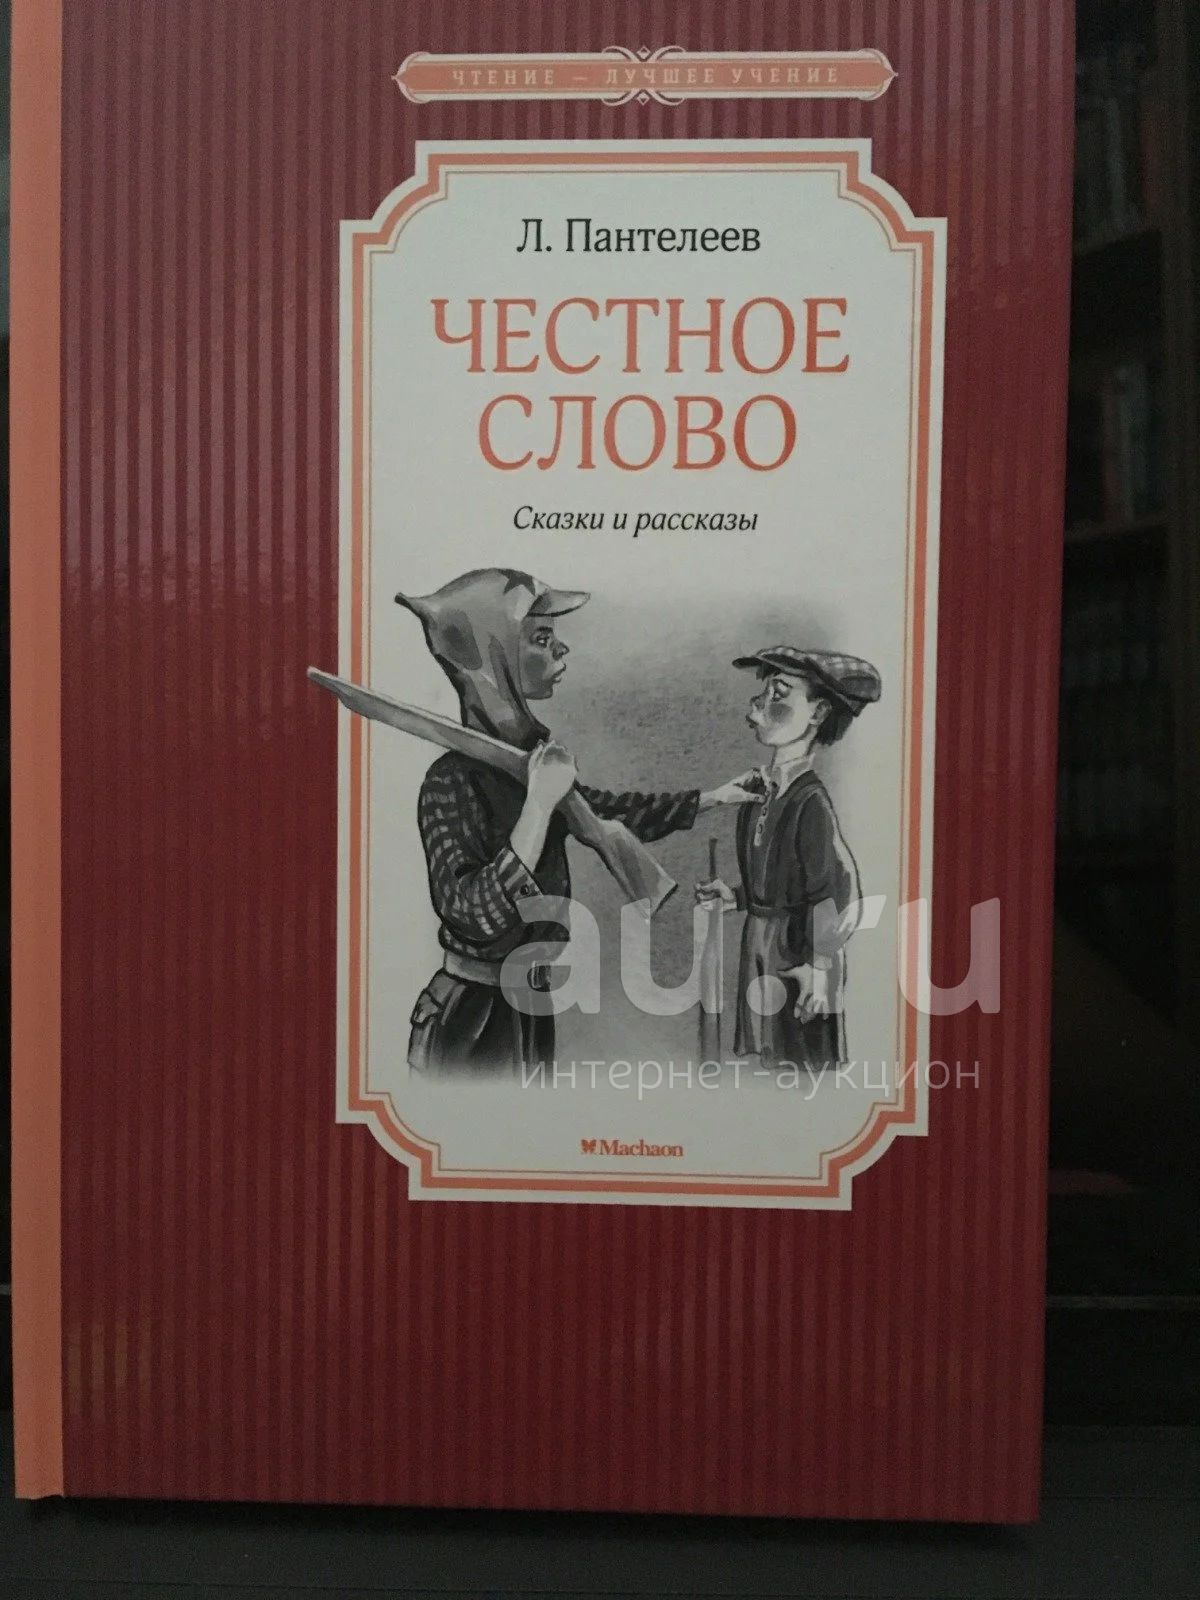 ЧТЕНИЕ — ЛУЧШЕЕ УЧЕНИЕ
Л. Пантелеев
ЧЕСТНОЕ
СЛОВО
Сказки и рассказы
au.ru
интернет-аукцион
Machaon